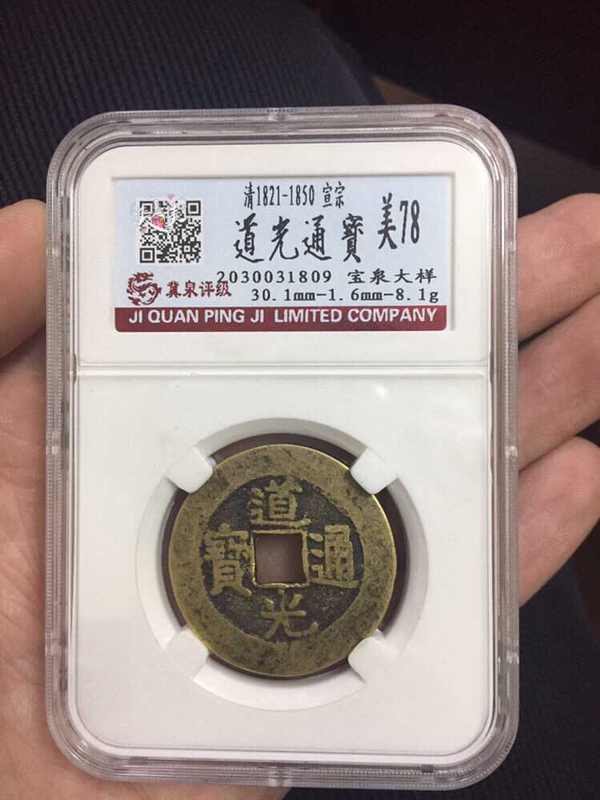 清1821-1850 宣宗
道光通寳 美78
2030031809 宝泉大样
冀泉评级 30.1mm-1.6mm-8.1g
JI QUAN PING JI LIMITED COMPANY
道
寳 通
光